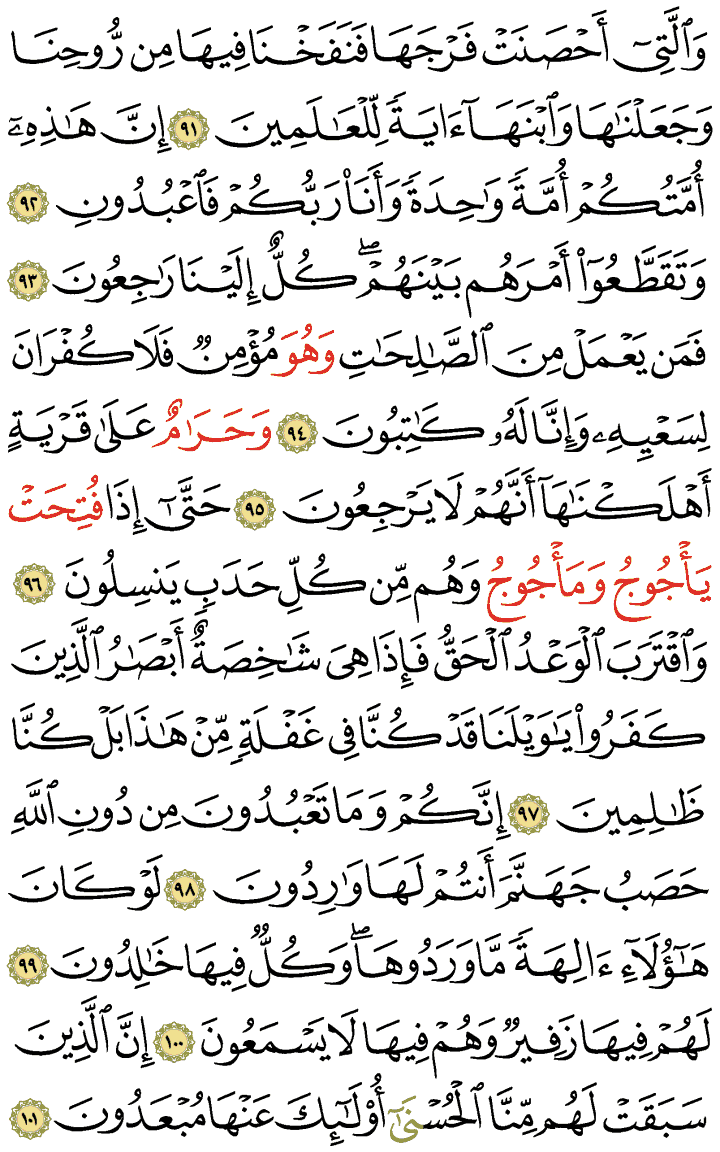 وَٱلَّتِىٓ أَحْصَنَتْ فَرْجَهَا فَنَفَخْنَا فِيهَا مِن رُّوحِنَا
وَجَعَلْنَٰهَا وَٱبْنَهَآ ءَايَةً لِّلْعَٰلَمِينَ ٩١ إِنَّ هَٰذِهِۦٓ
أُمَّتُكُمْ أُمَّةً وَٰحِدَةً وَأَنَا۠ رَبُّكُمْ فَٱعْبُدُونِ ٩٢
وَتَقَطَّعُوٓا۟ أَمْرَهُم بَيْنَهُمْۖ كُلٌّ إِلَيْنَا رَٰجِعُونَ ٩٣
فَمَن يَعْمَلْ مِنَ ٱلصَّٰلِحَٰتِ وَهُوَ مُؤْمِنٌ فَلَا كُفْرَانَ
لِسَعْيِهِۦ وَإِنَّا لَهُۥ كَٰتِبُونَ ٩٤ وَحَرَٰمٌ عَلَىٰ قَرْيَةٍ
أَهْلَكْنَٰهَآ أَنَّهُمْ لَا يَرْجِعُونَ ٩٥ حَتَّىٰٓ إِذَا فُتِحَتْ
يَأْجُوجُ وَمَأْجُوجُ وَهُم مِّن كُلِّ حَدَبٍ يَنسِلُونَ ٩٦
وَٱقْتَرَبَ ٱلْوَعْدُ ٱلْحَقُّ فَإِذَا هِىَ شَٰخِصَةٌ أَبْصَٰرُ ٱلَّذِينَ
كَفَرُوا۟ يَٰوَيْلَنَا قَدْ كُنَّا فِى غَفْلَةٍ مِّنْ هَٰذَا بَلْ كُنَّا
ظَٰلِمِينَ ٩٧ إِنَّكُمْ وَمَا تَعْبُدُونَ مِن دُونِ ٱللَّهِ
حَصَبُ جَهَنَّمَ أَنتُمْ لَهَا وَٰرِدُونَ ٩٨ لَوْ كَانَ
هَٰٓؤُلَآءِ ءَالِهَةً مَّا وَرَدُوهَاۖ وَكُلٌّ فِيهَا خَٰلِدُونَ ٩٩
لَهُمْ فِيهَا زَفِيرٌ وَهُمْ فِيهَا لَا يَسْمَعُونَ ١٠٠ إِنَّ ٱلَّذِينَ
سَبَقَتْ لَهُم مِّنَّا ٱلْحُسْنَىٰٓ أُو۟لَٰٓئِكَ عَنْهَا مُبْعَدُونَ ١٠١